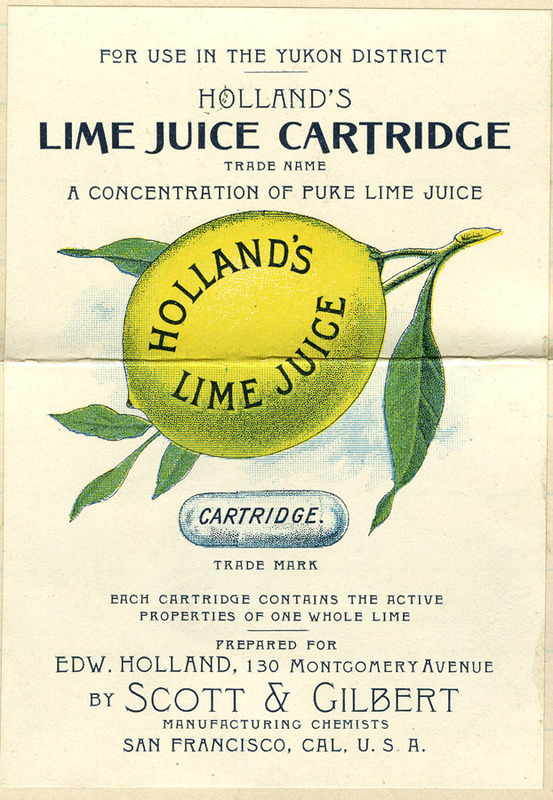 FOR USE IN THE YUKON DISTRICT
HOLLAND'S
LIME JUICE CARTRIDGE
TRADE NAME
A CONCENTRATION OF PURE LIME JUICE
HOLLAND'S
LIME JUICE
CARTRIDGE.
TRADE MARK
EACH CARTRIDGE CONTAINS THE ACTIVE
PROPERTIES OF ONE WHOLE LIME
PREPARED FOR
EDW. HOLLAND, 130 MONTGOMERY AVENUE
BY SCOTT & GILBERT
MANUFACTURING CHEMISTS
SAN FRANCISCO, CAL, U. S. A.